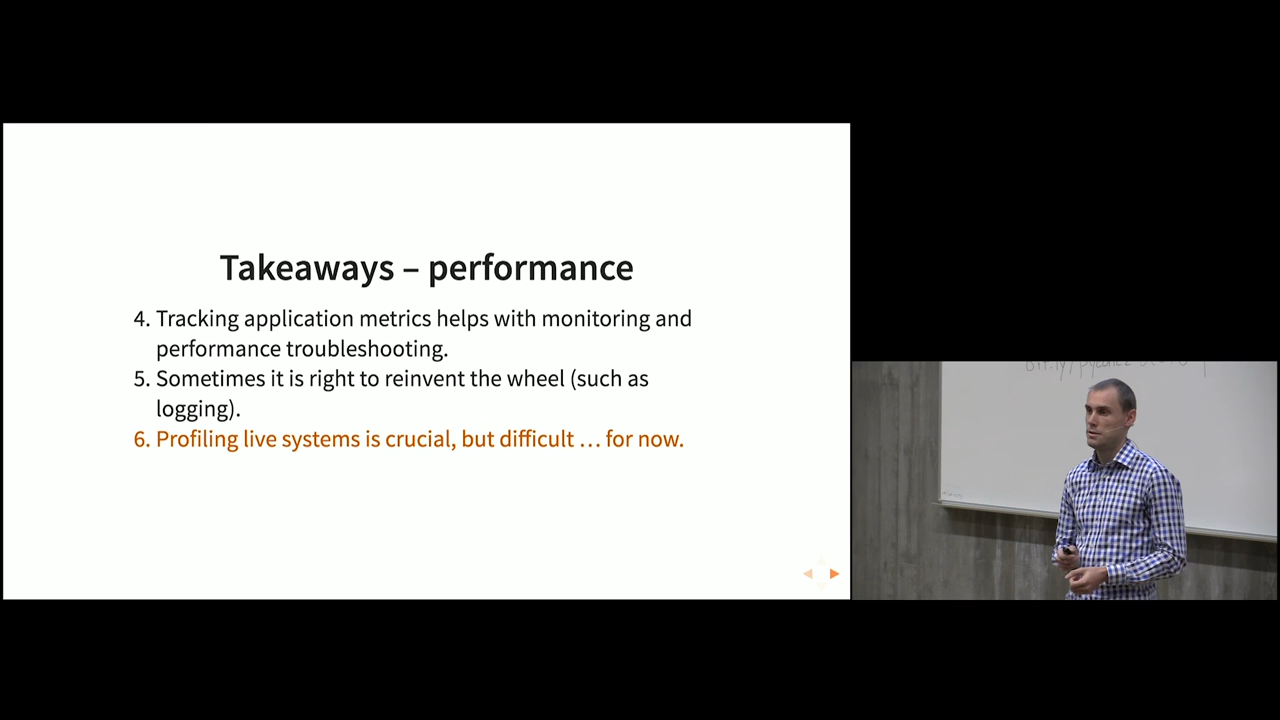 Takeaways – performance
4. Tracking application metrics helps with monitoring and
performance troubleshooting.
5. Sometimes it is right to reinvent the wheel (such as
logging).
6. Profiling live systems is crucial, but difficult … for now.